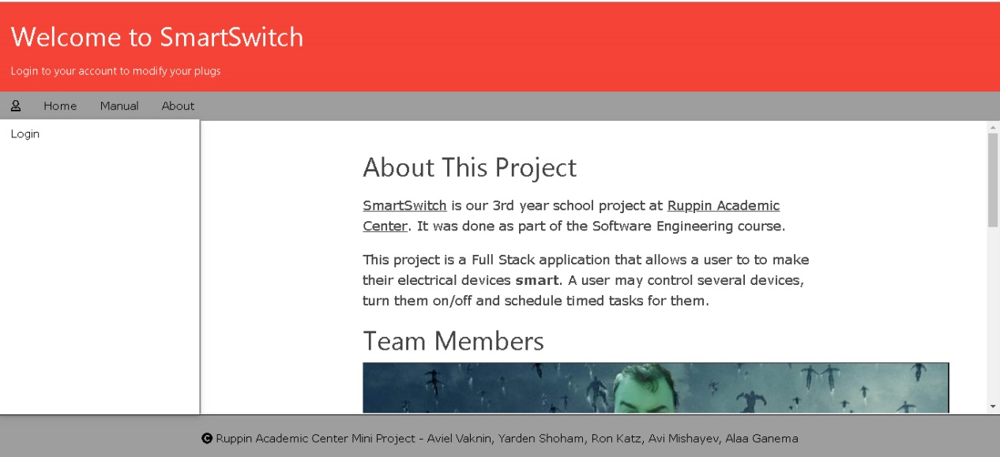 Welcome to SmartSwitch
Login to your account to modify your plugs
Home Manual About
Login
About This Project
SmartSwitch is our 3rd year school project at Ruppin Academic
Center. It was done as part of the Software Engineering course.
This project is a Full Stack application that allows a user to to make
their electrical devices smart. A user may control several devices,
turn them on/off and schedule timed tasks for them.
Team Members
© Ruppin Academic Center Mini Project - Aviel Vaknin, Yarden Shoham, Ron Katz, Avi Mishayev, Alaa Ganema